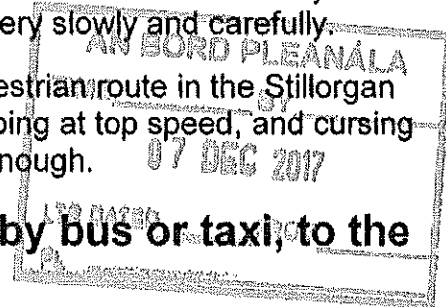 ery slowly and carefully.
AN BORD PLEANÁLA
estrian route in the Stillorgan
oing at top speed, and cursing
nough.
07 DEC 2017
by bus or taxi, to the